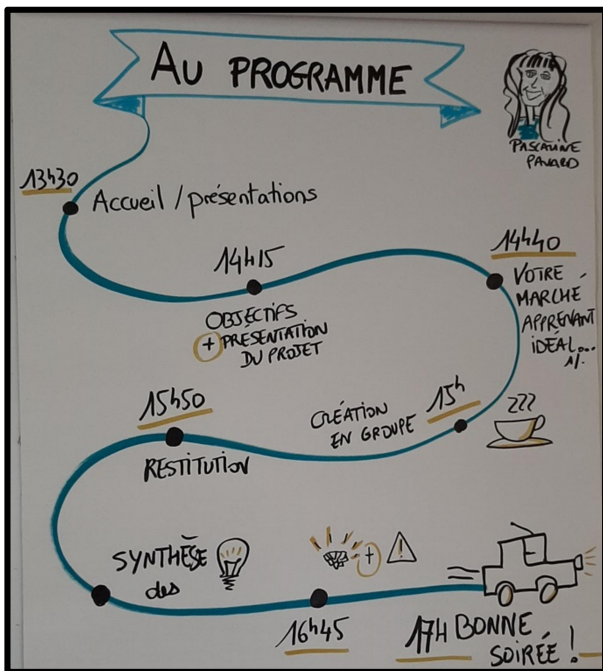 AU PROGRAMME
PASCALINE
PAVARD
13h30
Accueil / présentations
14h15
OBJECTIFS
+ PRESENTATION
DU PROJET
14h40
VOTRE
MARCHÉ
APPRENANT
IDÉAL...
15h
CRÉATION
EN GROUPE
15h50
RESTITUTION
SYNTHÈSE
des
+
16h45
17H BONNE
SOIRÉE !